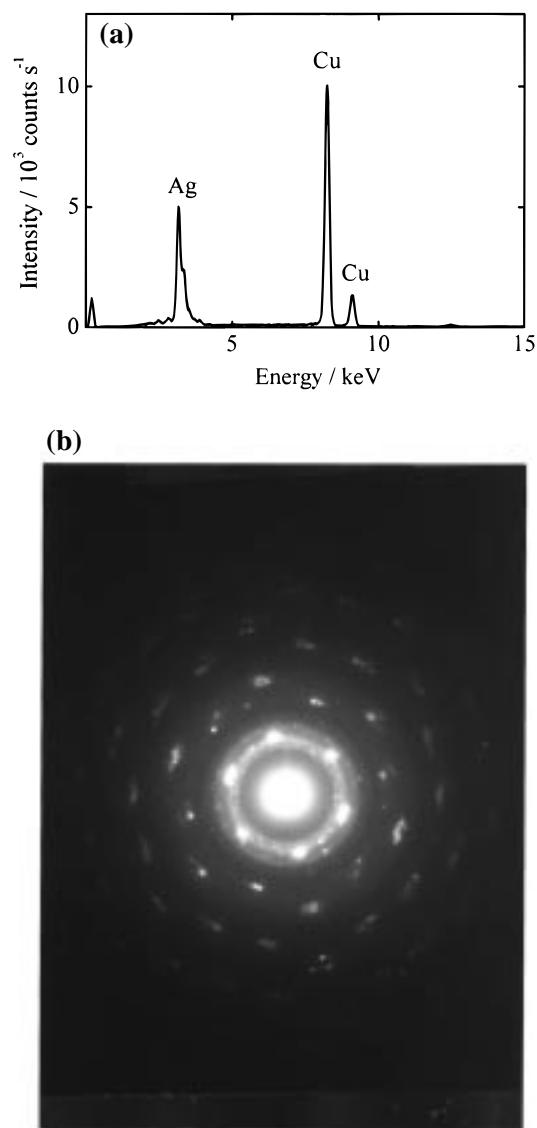 (a)
Cu
10
Ag
5
Cu
0
5
10
15
Intensity / 10³ counts s⁻¹
Energy / keV
(b)